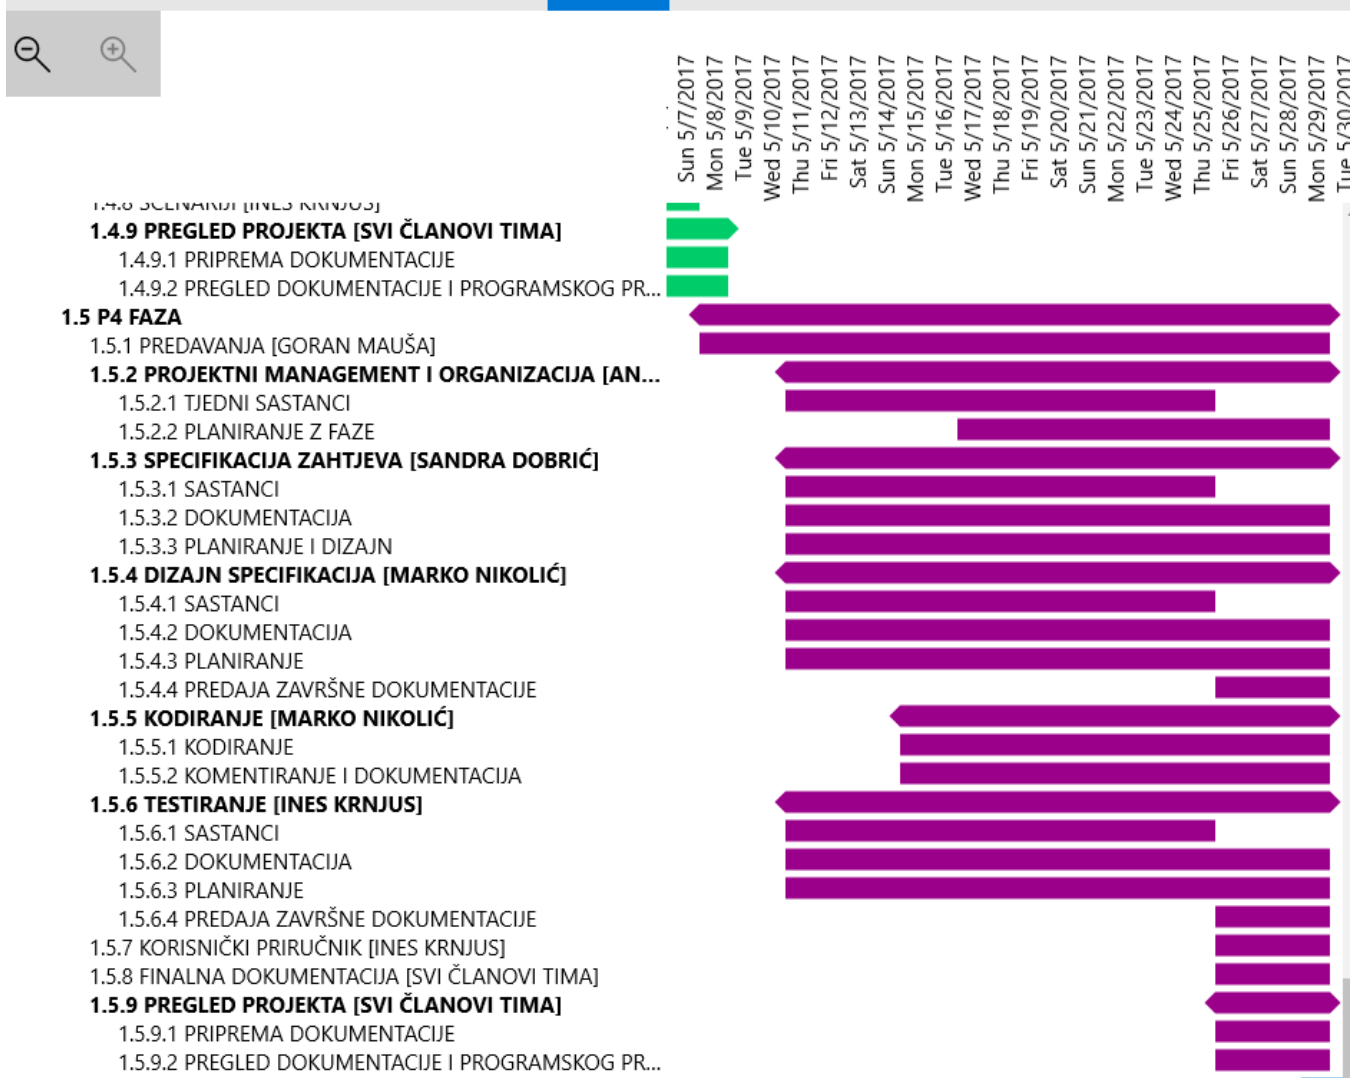 Sun 5/7/2017
Mon 5/8/2017
Tue 5/9/2017
Wed 5/10/2017
Thu 5/11/2017
Fri 5/12/2017
Sat 5/13/2017
Sun 5/14/2017
Mon 5/15/2017
Tue 5/16/2017
Wed 5/17/2017
Thu 5/18/2017
Fri 5/19/2017
Sat 5/20/2017
Sun 5/21/2017
Mon 5/22/2017
Tue 5/23/2017
Wed 5/24/2017
Thu 5/25/2017
Fri 5/26/2017
Sat 5/27/2017
Sun 5/28/2017
Mon 5/29/2017
Tue 5/30/2017
1.4.8 SCENARIJI [INES KRNJUS]
1.4.9 PREGLED PROJEKTA [SVI ČLANOVI TIMA]
1.4.9.1 PRIPREMA DOKUMENTACIJE
1.4.9.2 PREGLED DOKUMENTACIJE I PROGRAMSKOG PR...
1.5 P4 FAZA
1.5.1 PREDAVANJA [GORAN MAUŠA]
1.5.2 PROJEKTNI MANAGEMENT I ORGANIZACIJA [AN...
1.5.2.1 TJEDNI SASTANCI
1.5.2.2 PLANIRANJE Z FAZE
1.5.3 SPECIFIKACIJA ZAHTJEVA [SANDRA DOBRIĆ]
1.5.3.1 SASTANCI
1.5.3.2 DOKUMENTACIJA
1.5.3.3 PLANIRANJE I DIZAJN
1.5.4 DIZAJN SPECIFIKACIJA [MARKO NIKOLIĆ]
1.5.4.1 SASTANCI
1.5.4.2 DOKUMENTACIJA
1.5.4.3 PLANIRANJE
1.5.4.4 PREDAJA ZAVRŠNE DOKUMENTACIJE
1.5.5 KODIRANJE [MARKO NIKOLIĆ]
1.5.5.1 KODIRANJE
1.5.5.2 KOMENTIRANJE I DOKUMENTACIJA
1.5.6 TESTIRANJE [INES KRNJUS]
1.5.6.1 SASTANCI
1.5.6.2 DOKUMENTACIJA
1.5.6.3 PLANIRANJE
1.5.6.4 PREDAJA ZAVRŠNE DOKUMENTACIJE
1.5.7 KORISNIČKI PRIRUČNIK [INES KRNJUS]
1.5.8 FINALNA DOKUMENTACIJA [SVI ČLANOVI TIMA]
1.5.9 PREGLED PROJEKTA [SVI ČLANOVI TIMA]
1.5.9.1 PRIPREMA DOKUMENTACIJE
1.5.9.2 PREGLED DOKUMENTACIJE I PROGRAMSKOG PR...